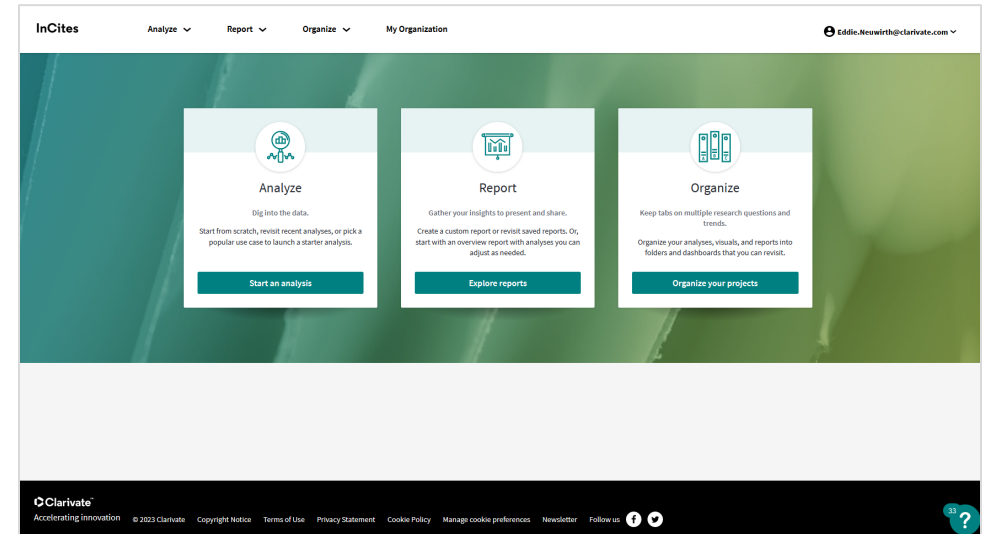 InCites
Analyze
Report
Organize
My Organization
Eddie.Neuwirth@clarivate.com
Analyze
Dig into the data.
Start from scratch, revisit recent analyses, or pick a
popular use case to launch a starter analysis.
Start an analysis
Report
Gather your insights to present and share.
Create a custom report or revisit saved reports. Or,
start with an overview report with analyses you can
adjust as needed.
Explore reports
Organize
Keep tabs on multiple research questions and
trends.
Organize your analyses, visuals, and reports into
folders and dashboards that you can revisit.
Organize your projects
Clarivate™
Accelerating innovation
© 2023 Clarivate Copyright Notice Terms of Use Privacy Statement Cookie Policy Manage cookie preferences Newsletter Follow us
33
?